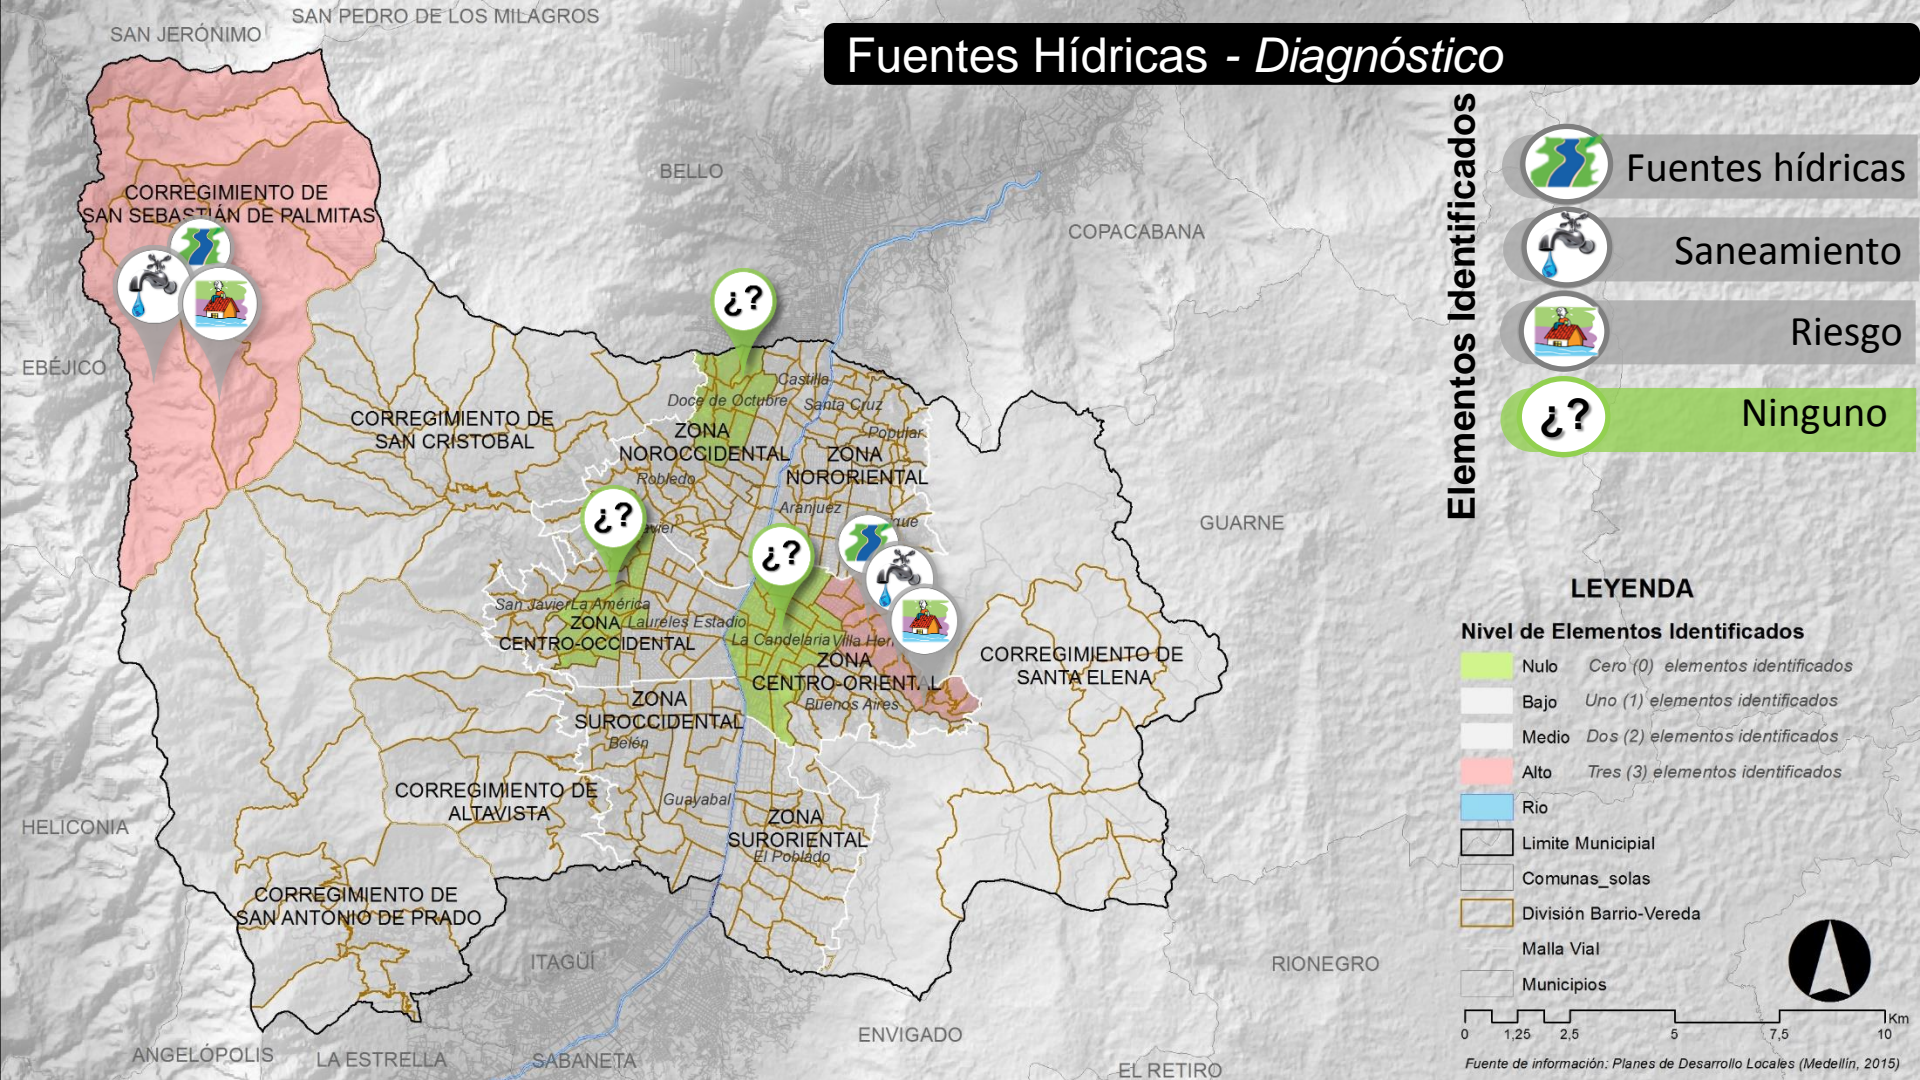 Fuentes Hídricas - Diagnóstico
Elementos Identificados
Fuentes hídricas
Saneamiento
Riesgo
¿?
Ninguno
SAN JERÓNIMO
SAN PEDRO DE LOS MILAGROS
BELLO
COPACABANA
EBÉJICO
GUARNE
HELICONIA
ITAGÜÍ
RIONEGRO
ENVIGADO
ANGELÓPOLIS
LA ESTRELLA
SABANETA
EL RETIRO
CORREGIMIENTO DE
SAN SEBASTIÁN DE PALMITAS
¿?
CORREGIMIENTO DE
SAN CRISTOBAL
Castilla
Doce de Octubre
Santa Cruz
ZONA
NOROCCIDENTAL
Popular
ZONA
NORORIENTAL
Robledo
Aranjuez
¿?
¿?
San Javier
La América
ZONA
CENTRO-OCCIDENTAL
Laureles Estadio
La Candelaria
Villa Her
ZONA
CENTRO-ORIENTAL
Buenos Aires
CORREGIMIENTO DE
SANTA ELENA
ZONA
SUROCCIDENTAL
Belén
Guayabal
CORREGIMIENTO DE
ALTAVISTA
ZONA
SURORIENTAL
El Poblado
CORREGIMIENTO DE
SAN ANTONIO DE PRADO
LEYENDA
Nivel de Elementos Identificados
Nulo Cero (0) elementos identificados
Bajo Uno (1) elementos identificados
Medio Dos (2) elementos identificados
Alto Tres (3) elementos identificados
Rio
Limite Municipial
Comunas_solas
División Barrio-Vereda
Malla Vial
Municipios
Km
0 1,25 2,5 5 7,5 10
Fuente de información: Planes de Desarrollo Locales (Medellín, 2015)